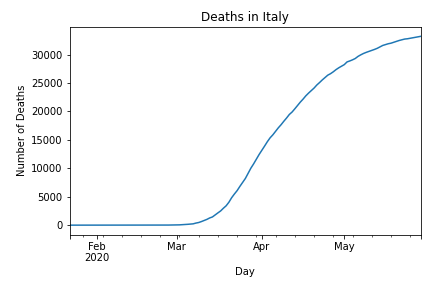 Deaths in Italy
Number of Deaths
30000
25000
20000
15000
10000
5000
0
Feb
2020
Mar
Apr
May
Day